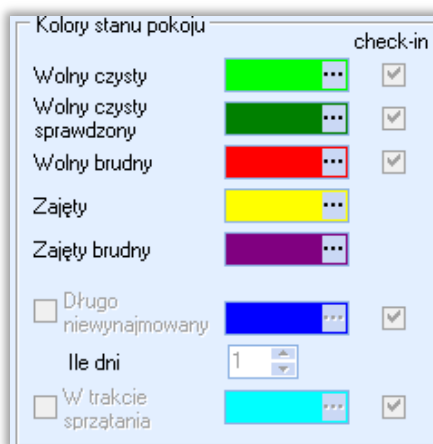 Kolory stanu pokoju
check-in
Wolny czysty
Wolny czysty
sprawdzony
Wolny brudny
Zajęty
Zajęty brudny
Długo
niewynajmowany
Ile dni 1
W trakcie
sprzątania